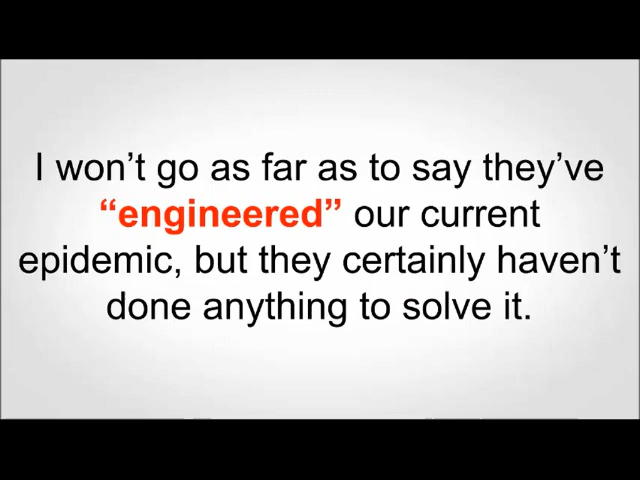 I won’t go as far as to say they’ve
“engineered” our current
epidemic, but they certainly haven’t
done anything to solve it.